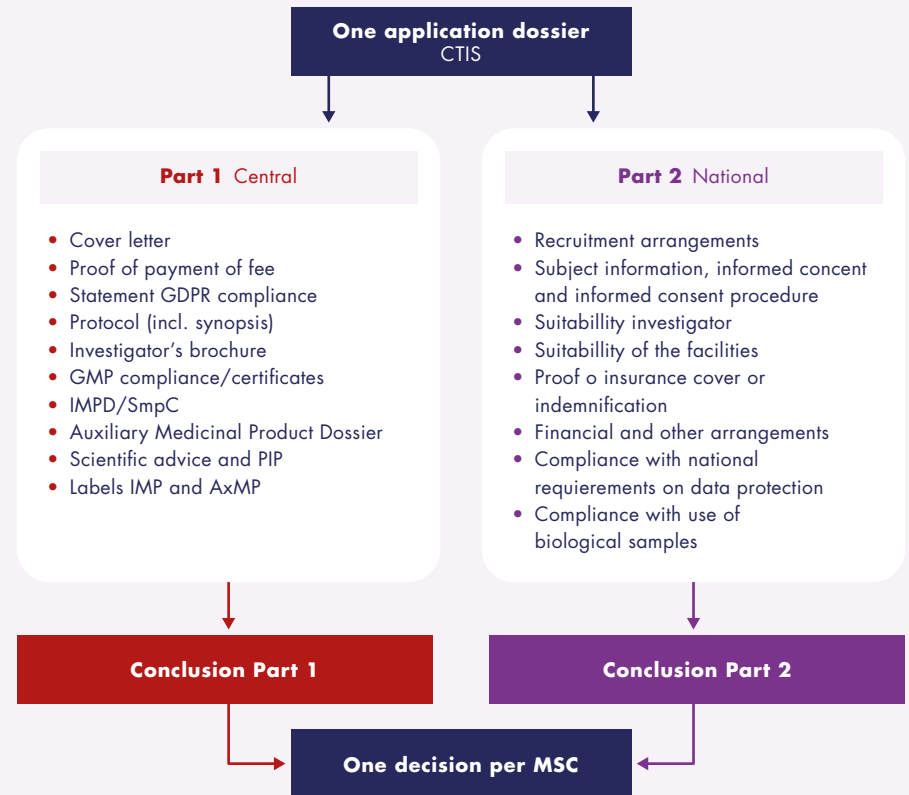 One application dossier
CTIS
Part 1 Central
• Cover letter
• Proof of payment of fee
• Statement GDPR compliance
• Protocol (incl. synopsis)
• Investigator’s brochure
• GMP compliance/certificates
• IMPD/SmpC
• Auxiliary Medicinal Product Dossier
• Scientific advice and PIP
• Labels IMP and AxMP
Part 2 National
• Recruitment arrangements
• Subject information, informed concent
and informed consent procedure
• Suitabillity investigator
• Suitabillity of the facilities
• Proof o insurance cover or
indemnification
• Financial and other arrangements
• Compliance with national
requierements on data protection
• Compliance with use of
biological samples
Conclusion Part 1
Conclusion Part 2
One decision per MSC